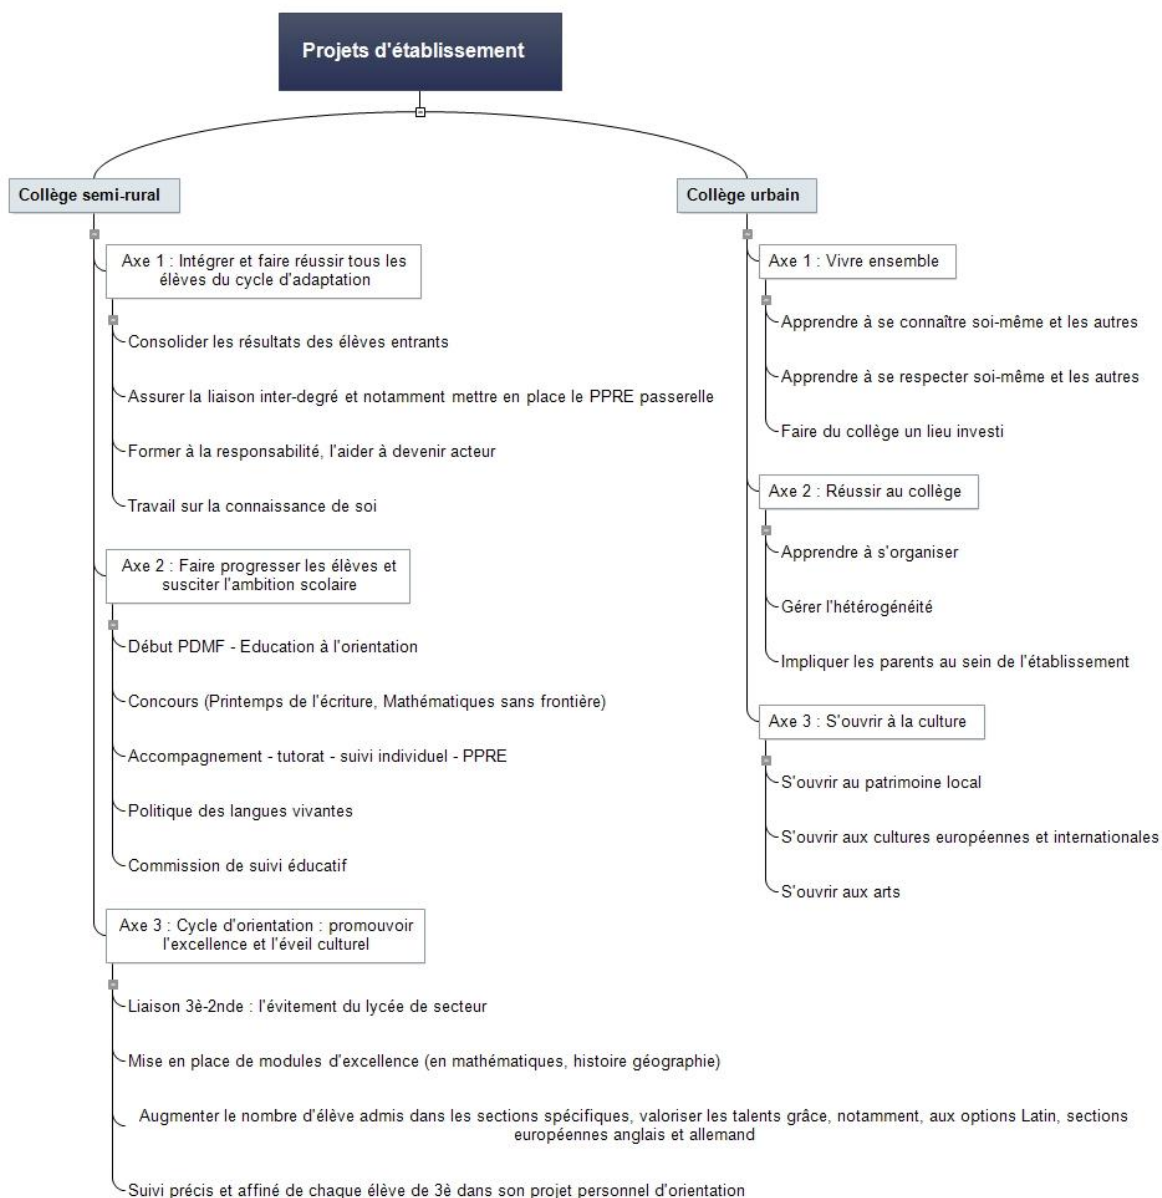 Projets d'établissement
Collège semi-rural
Axe 1 : Intégrer et faire réussir tous les
élèves du cycle d'adaptation
Consolider les résultats des élèves entrants
Assurer la liaison inter-degré et notamment mettre en place le PPRE passerelle
Former à la responsabilité, l'aider à devenir acteur
Travail sur la connaissance de soi
Axe 2 : Faire progresser les élèves et
susciter l'ambition scolaire
Début PDMF - Education à l'orientation
Concours (Printemps de l'écriture, Mathématiques sans frontière)
Accompagnement - tutorat - suivi individuel - PPRE
Politique des langues vivantes
Commission de suivi éducatif
Axe 3 : Cycle d'orientation : promouvoir
l'excellence et l'éveil culturel
Liaison 3è-2nde : l'évitement du lycée de secteur
Mise en place de modules d'excellence (en mathématiques, histoire géographie)
Augmenter le nombre d'élève admis dans les sections spécifiques, valoriser les talents grâce, notamment, aux options Latin, sections
européennes anglais et allemand
Suivi précis et affiné de chaque élève de 3è dans son projet personnel d'orientation
Collège urbain
Axe 1 : Vivre ensemble
Apprendre à se connaître soi-même et les autres
Apprendre à se respecter soi-même et les autres
Faire du collège un lieu investi
Axe 2 : Réussir au collège
Apprendre à s'organiser
Gérer l'hétérogénéité
Impliquer les parents au sein de l'établissement
Axe 3 : S'ouvrir à la culture
S'ouvrir au patrimoine local
S'ouvrir aux cultures européennes et internationales
S'ouvrir aux arts